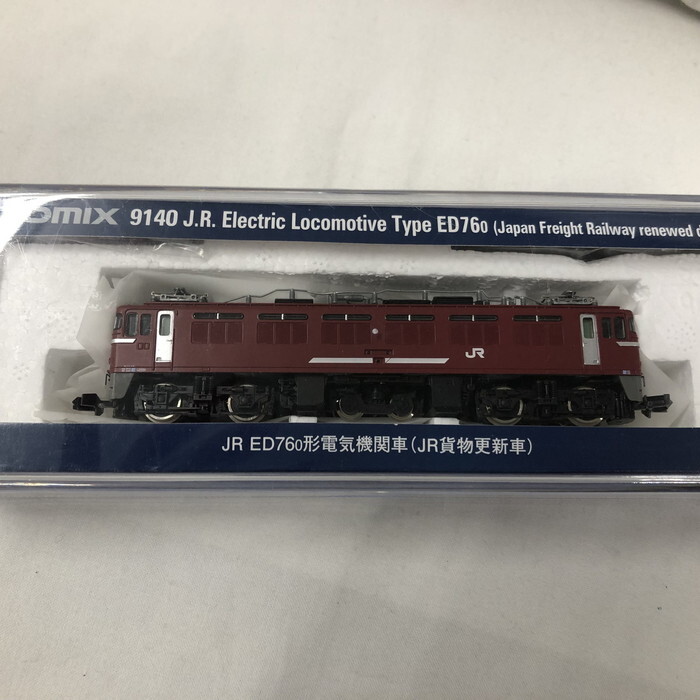 omix 9140 J.R. Electric Locomotive Type ED760 (Japan Freight Railway renewed
JR
JR ED760形電気機関車(JR貨物更新車)